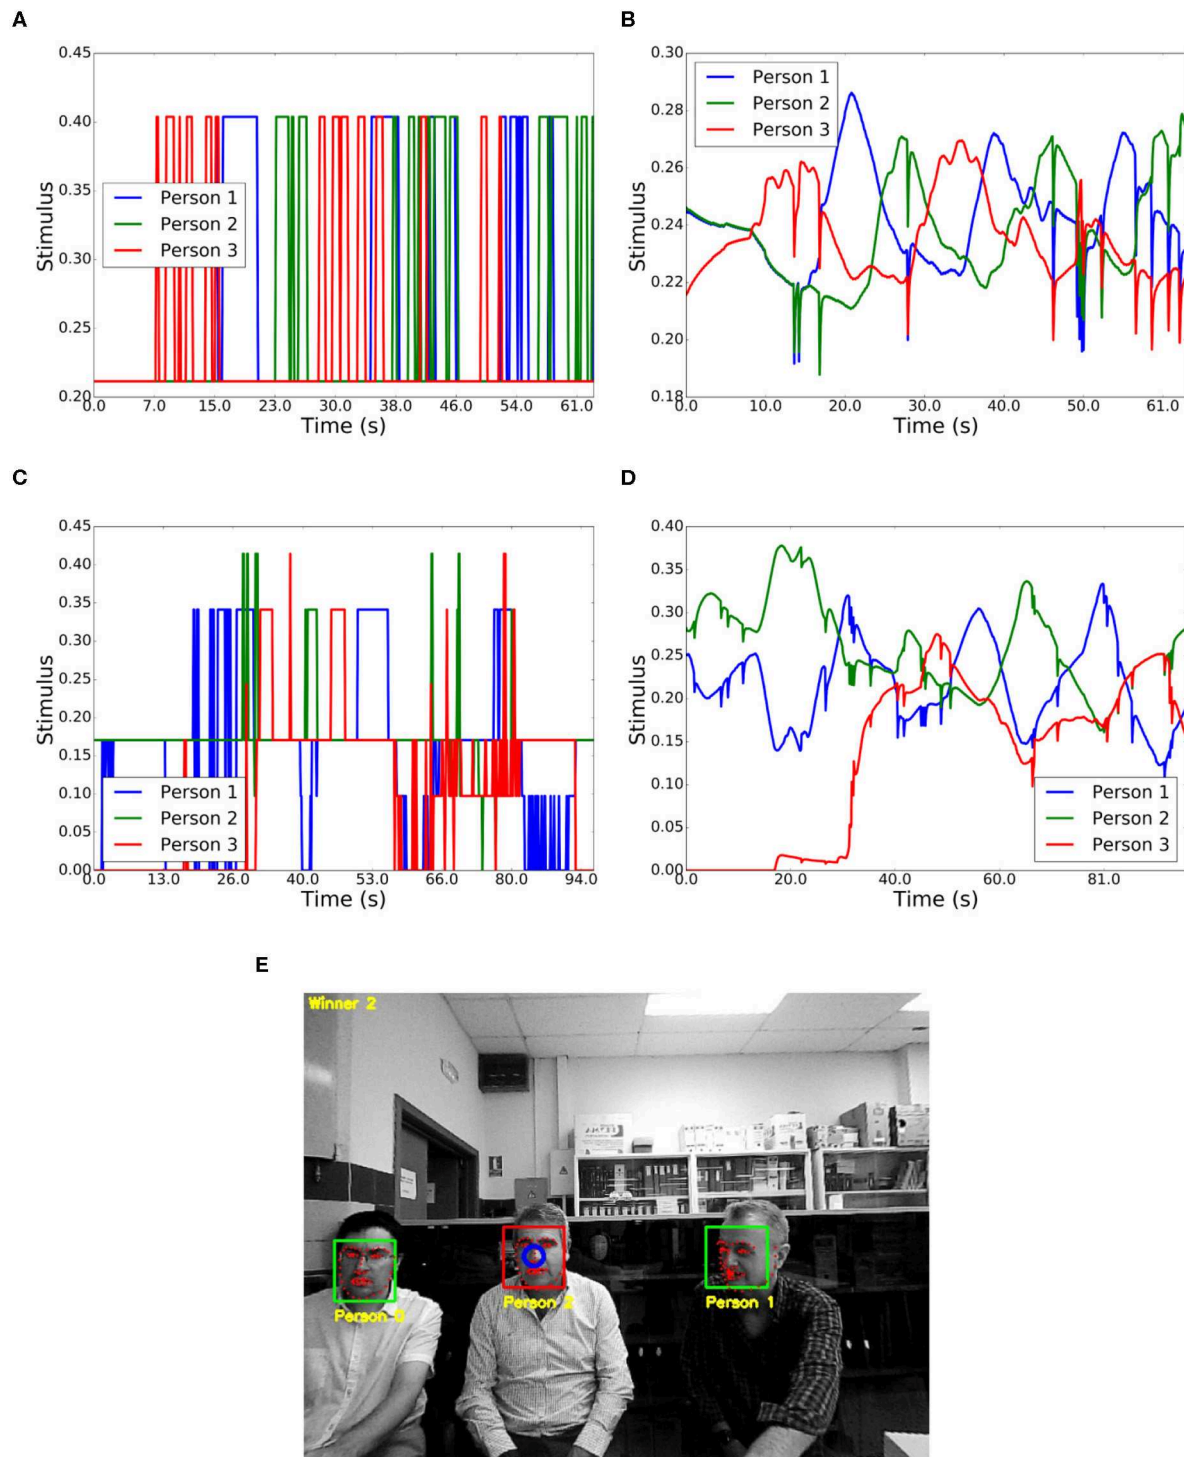 A
B
0.45
0.40
0.35
0.30
0.25
0.20
Stimulus
Person 1
Person 2
Person 3
0.0 7.0 15.0 23.0 30.0 38.0 46.0 54.0 61.0
Time (s)
0.30
0.28
0.26
0.24
0.22
0.20
0.18
Stimulus
Person 1
Person 2
Person 3
0.0 10.0 20.0 30.0 40.0 50.0 61.0
Time (s)
C
D
0.45
0.40
0.35
0.30
0.25
0.20
0.15
0.10
0.05
0.00
Stimulus
Person 1
Person 2
Person 3
0.0 13.0 26.0 40.0 53.0 66.0 80.0 94.0
Time (s)
0.40
0.35
0.30
0.25
0.20
0.15
0.10
0.05
0.00
Stimulus
Person 1
Person 2
Person 3
0.0 20.0 40.0 60.0 81.0
Time (s)
E
Winner 2
Person 0
Person 2
Person 1